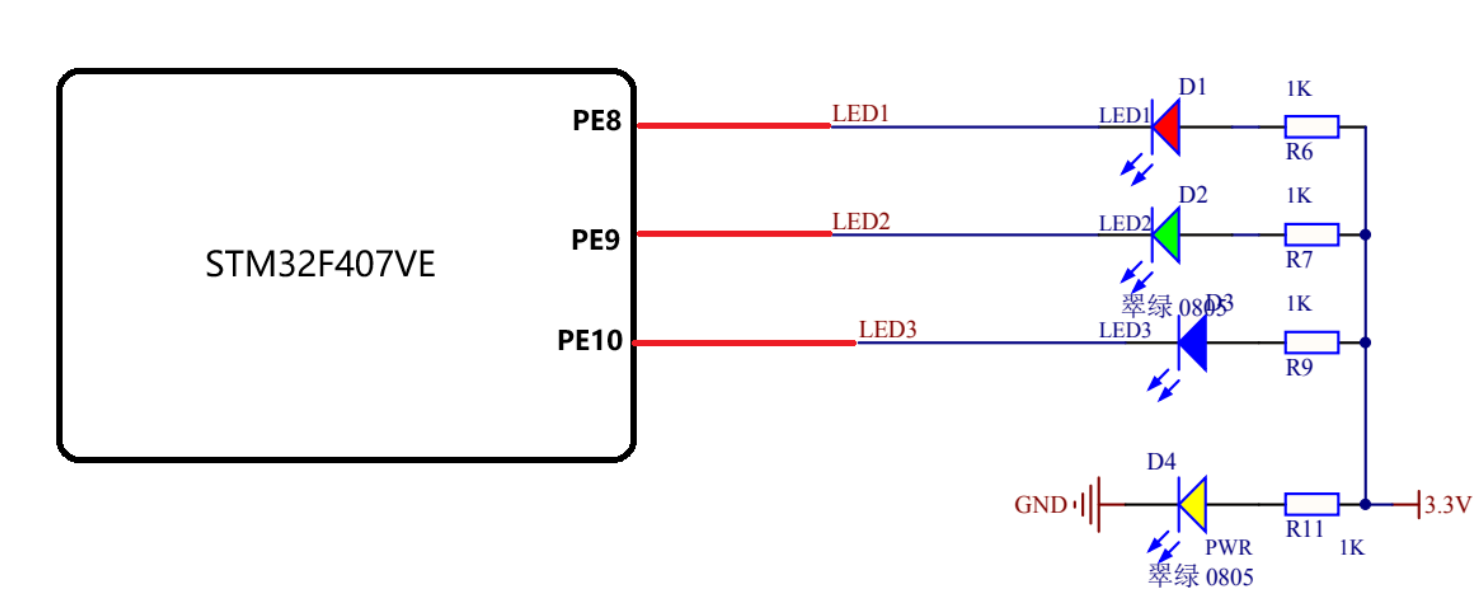 D1
1K
PE8
LED1
LED1
R6
D2
1K
PE9
LED2
LED2
R7
STM32F407VE
翠绿 0805
D3
1K
PE10
LED3
LED3
R9
D4
GND
3.3V
R11
PWR
1K
翠绿 0805